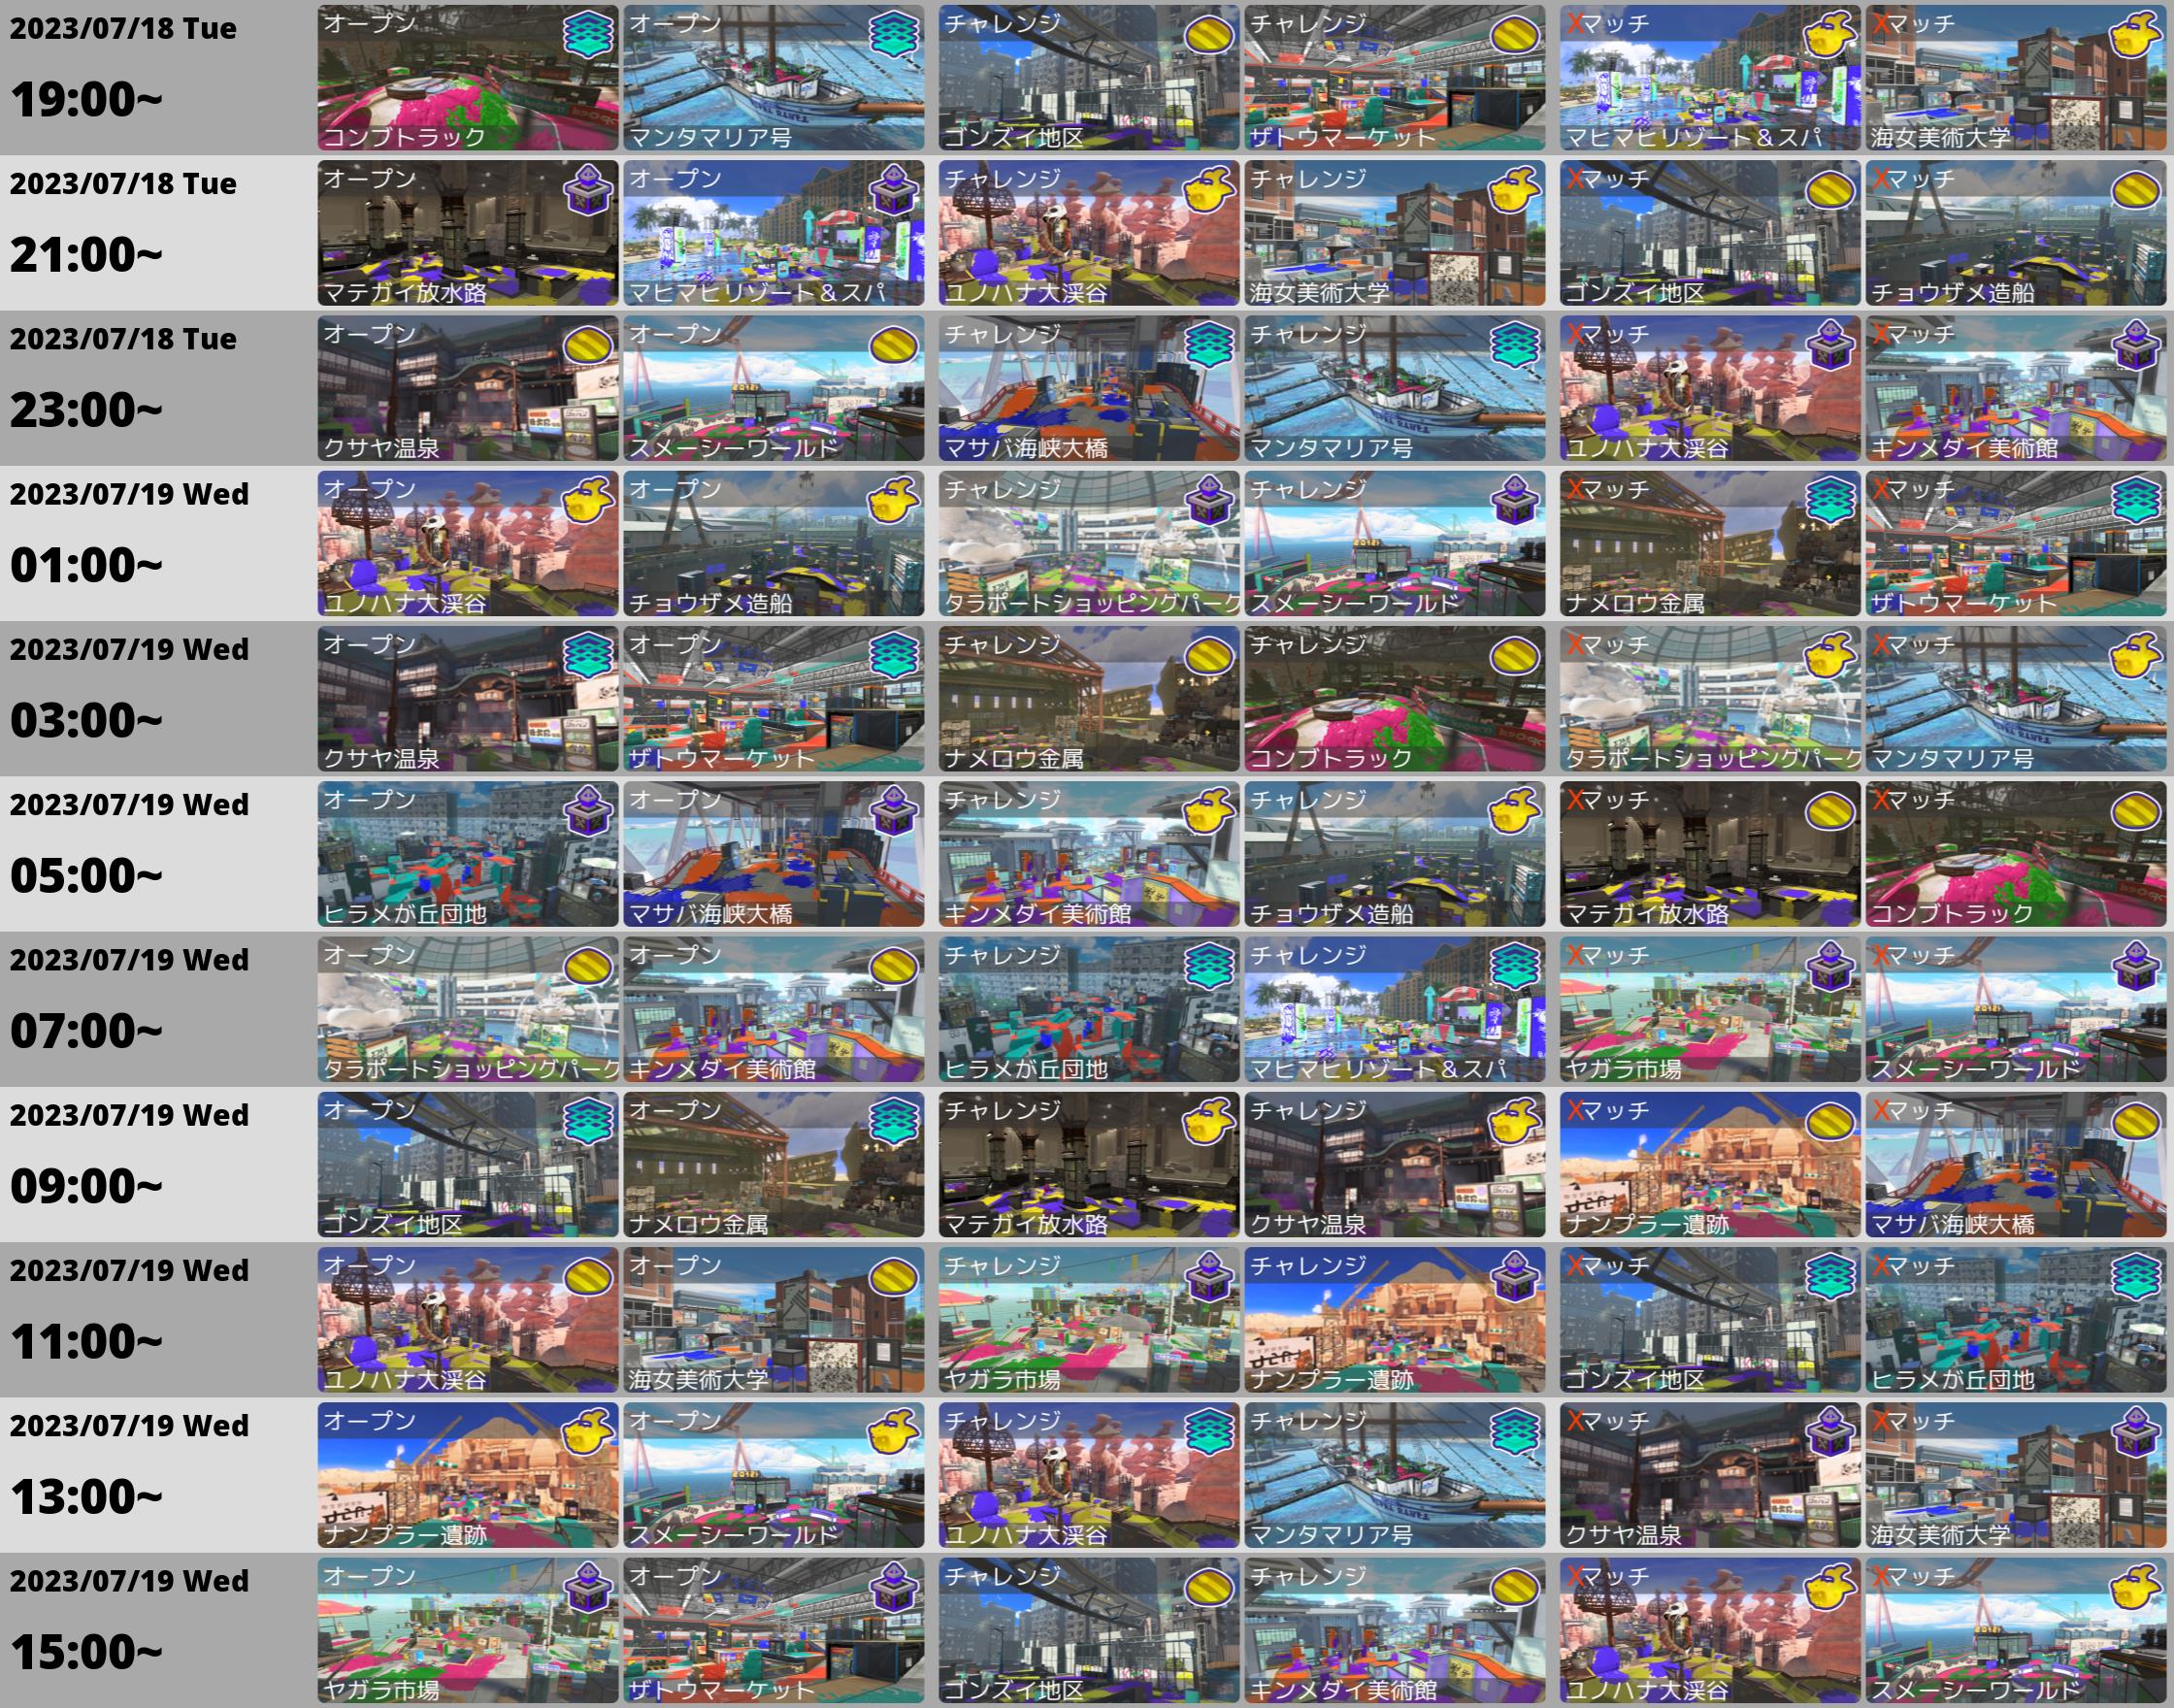 2023/07/18 Tue
19:00~
オープン オープン チャレンジ チャレンジ Xマッチ Xマッチ
コンブトラック マンタマリア号 ゴンズイ地区 ザトウマーケット マヒマヒリゾート&スパ 海女美術大学
2023/07/18 Tue
21:00~
オープン オープン チャレンジ チャレンジ Xマッチ Xマッチ
マテガイ放水路 マヒマヒリゾート&スパ ユノハナ大渓谷 海女美術大学 ゴンズイ地区 チョウザメ造船
2023/07/18 Tue
23:00~
オープン オープン チャレンジ チャレンジ Xマッチ Xマッチ
クサヤ温泉 スメーシーワールド マサバ海峡大橋 マンタマリア号 ユノハナ大渓谷 キンメダイ美術館
2023/07/19 Wed
01:00~
オープン オープン チャレンジ チャレンジ Xマッチ Xマッチ
ユノハナ大渓谷 チョウザメ造船 タラポートショッピングパーク スメーシーワールド ナメロウ金属 ザトウマーケット
2023/07/19 Wed
03:00~
オープン オープン チャレンジ チャレンジ Xマッチ Xマッチ
クサヤ温泉 ザトウマーケット ナメロウ金属 コンブトラック タラポートショッピングパーク マンタマリア号
2023/07/19 Wed
05:00~
オープン オープン チャレンジ チャレンジ Xマッチ Xマッチ
ヒラメが丘団地 マサバ海峡大橋 キンメダイ美術館 チョウザメ造船 マテガイ放水路 コンブトラック
2023/07/19 Wed
07:00~
オープン オープン チャレンジ チャレンジ Xマッチ Xマッチ
タラポートショッピングパーク キンメダイ美術館 ヒラメが丘団地 マヒマヒリゾート&スパ ヤガラ市場 スメーシーワールド
2023/07/19 Wed
09:00~
オープン オープン チャレンジ チャレンジ Xマッチ Xマッチ
ゴンズイ地区 ナメロウ金属 マテガイ放水路 クサヤ温泉 ナンプラー遺跡 マサバ海峡大橋
2023/07/19 Wed
11:00~
オープン オープン チャレンジ チャレンジ Xマッチ Xマッチ
ユノハナ大渓谷 海女美術大学 ヤガラ市場 ナンプラー遺跡 ゴンズイ地区 ヒラメが丘団地
2023/07/19 Wed
13:00~
オープン オープン チャレンジ チャレンジ Xマッチ Xマッチ
ナンプラー遺跡 スメーシーワールド ユノハナ大渓谷 マンタマリア号 クサヤ温泉 海女美術大学
2023/07/19 Wed
15:00~
オープン オープン チャレンジ チャレンジ Xマッチ Xマッチ
ヤガラ市場 ザトウマーケット ゴンズイ地区 キンメダイ美術館 ユノハナ大渓谷 スメーシーワールド